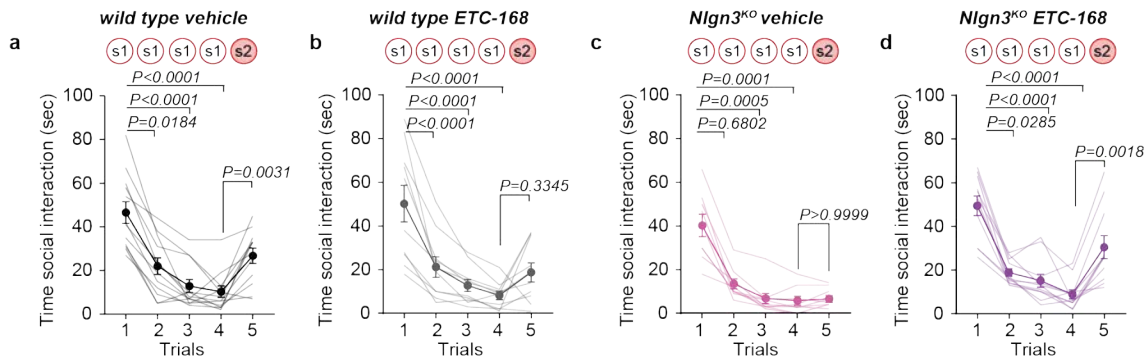 wild type vehicle
a
s1 s1 s1 s1 s2
P<0.0001
P<0.0001
P=0.0184
P=0.0031
Time social interaction (sec)
100
80
60
40
20
0
1 2 3 4 5
Trials
wild type ETC-168
b
s1 s1 s1 s1 s2
P<0.0001
P<0.0001
P<0.0001
P=0.3345
Time social interaction (sec)
100
80
60
40
20
0
1 2 3 4 5
Trials
Nlgn3ᴷᴼ vehicle
c
s1 s1 s1 s1 s2
P=0.0001
P=0.0005
P=0.6802
P>0.9999
Time social interaction (sec)
100
80
60
40
20
0
1 2 3 4 5
Trials
Nlgn3ᴷᴼ ETC-168
d
s1 s1 s1 s1 s2
P<0.0001
P<0.0001
P=0.0285
P=0.0018
Time social interaction (sec)
100
80
60
40
20
0
1 2 3 4 5
Trials